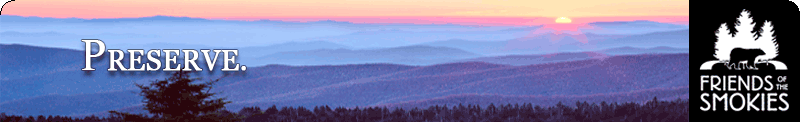 PRESERVE.
FRIENDS OF THE
SMOKIES